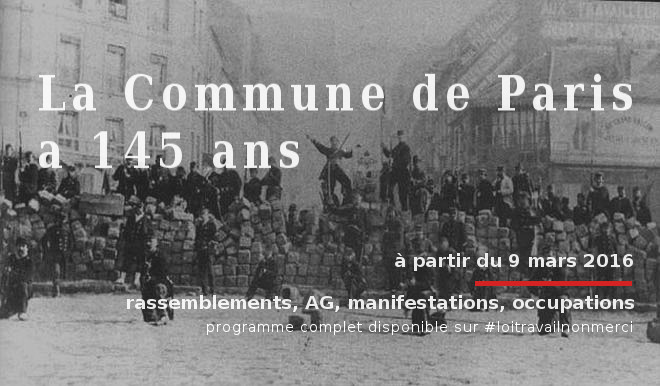 La Commune de Paris
a 145 ans
à partir du 9 mars 2016
rassemblements, AG, manifestations, occupations
programme complet disponible sur #loitravailnonmerci